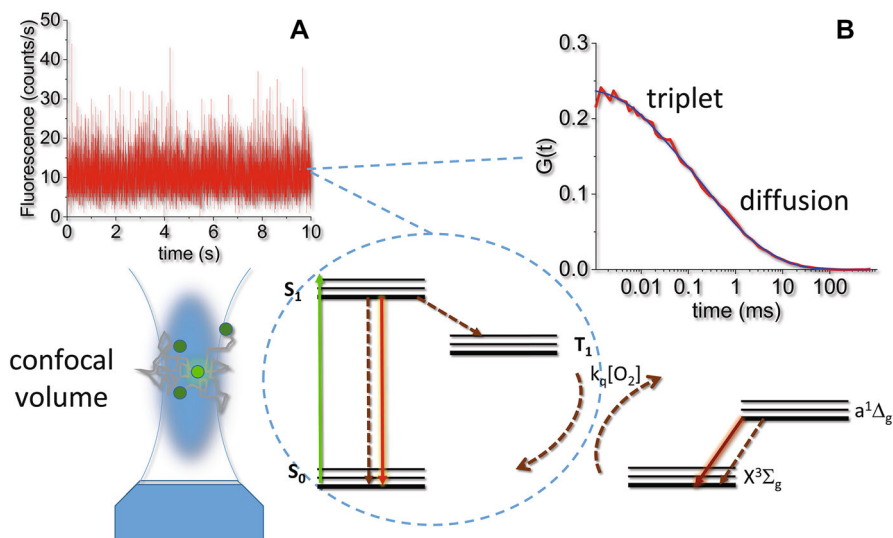 A
Fluorescence (counts/s)
50
40
30
20
10
0
0 2 4 6 8 10
time (s)
B
G(t)
0.3
0.2
0.1
0.0
triplet
diffusion
0.01 0.1 1 10 100
time (ms)
confocal
volume
S₁
T₁
S₀
kq[O₂]
a¹Δg
X³Σg